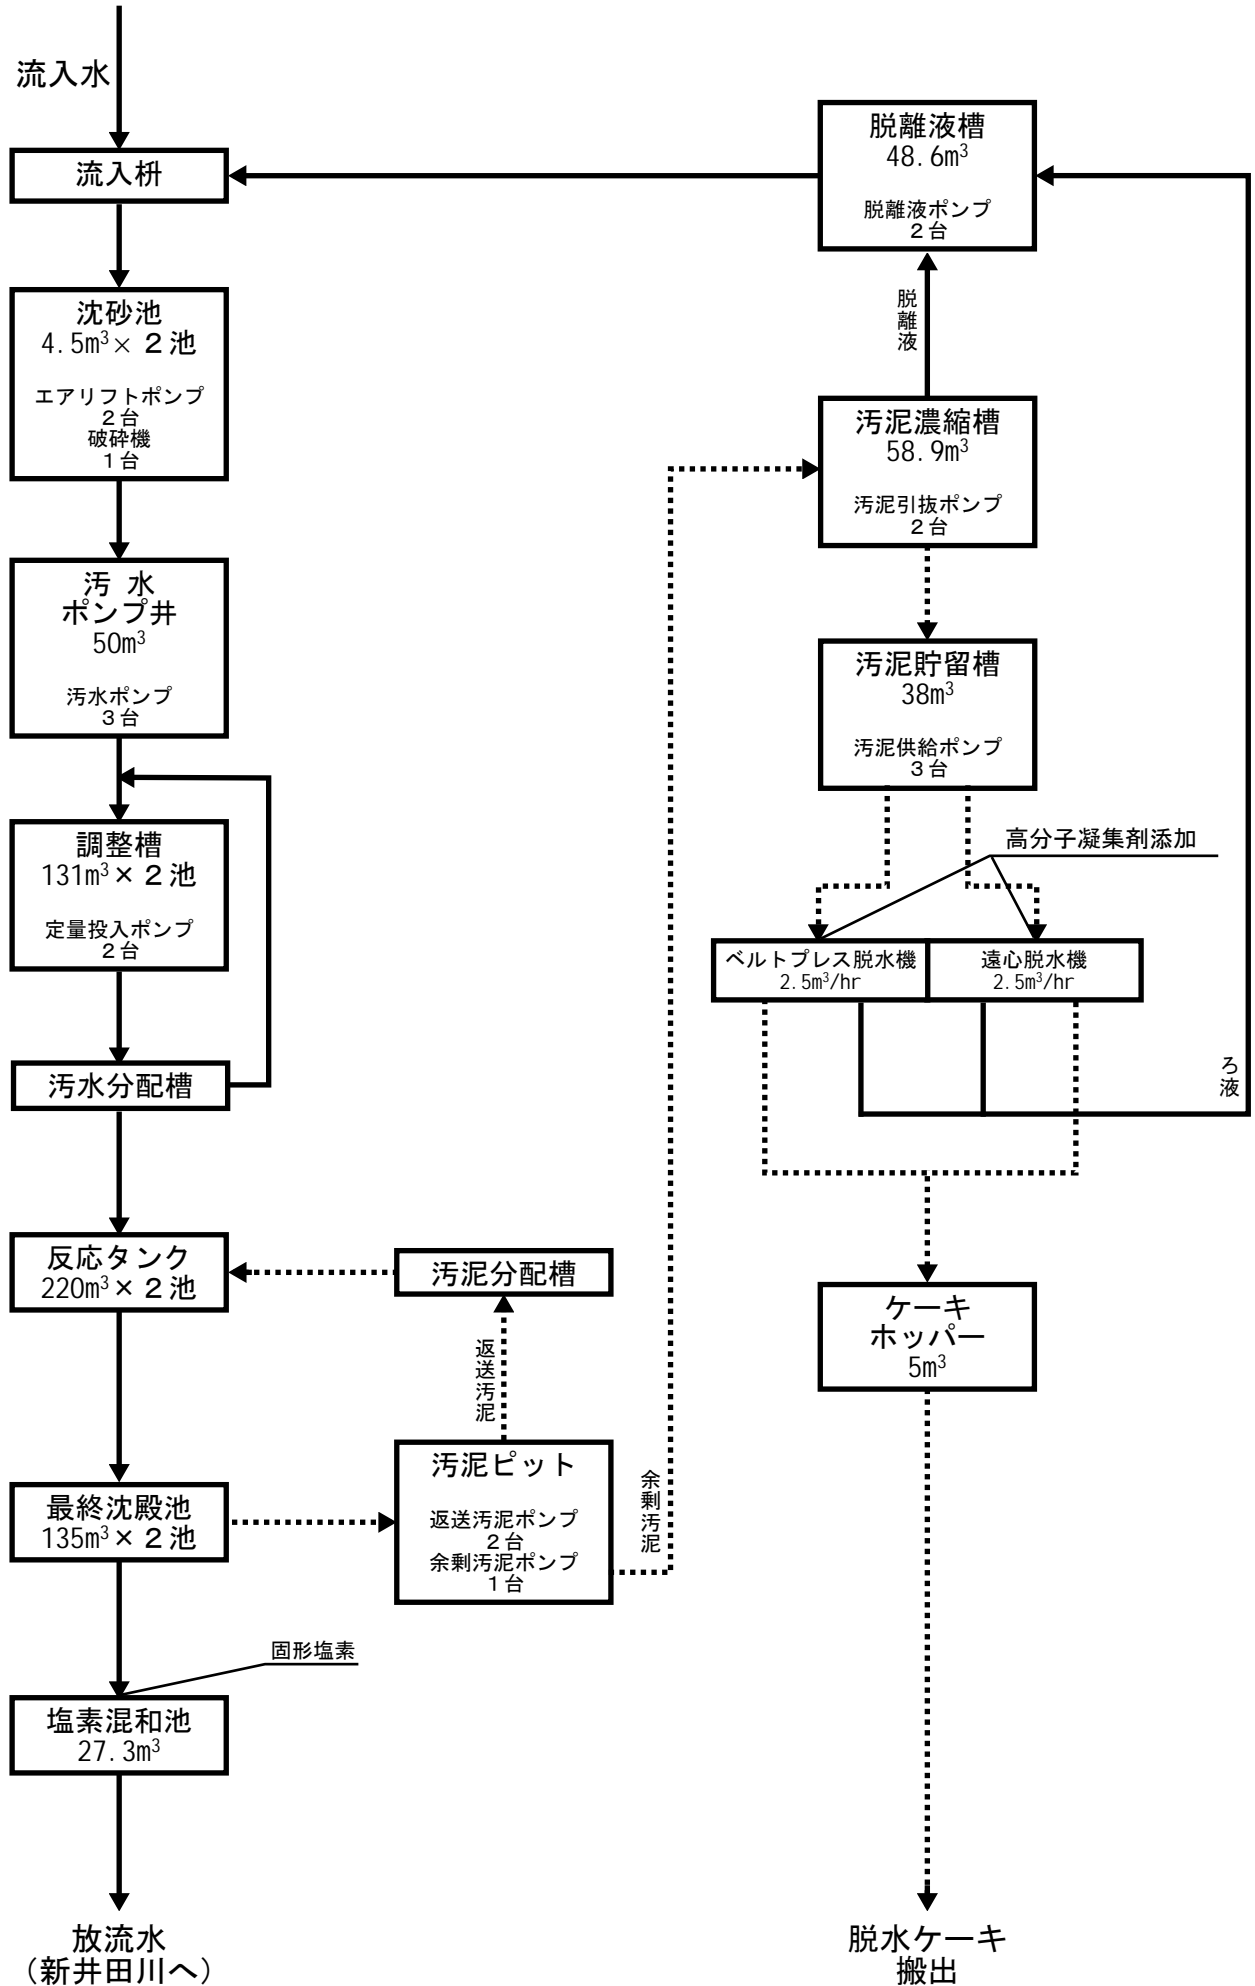 流入水
流入枡
沈砂池
4.5m³× ２池
エアリフトポンプ
２台
破砕機
１台
汚 水
ポンプ井
50m³
汚水ポンプ
３台
調整槽
131m³× ２池
定量投入ポンプ
２台
汚水分配槽
反応タンク
220m³× ２池
最終沈殿池
135m³× ２池
固形塩素
塩素混和池
27.3m³
放流水
（新井田川へ）
汚泥分配槽
返送汚泥
汚泥ピット
返送汚泥ポンプ
２台
余剰汚泥ポンプ
１台
余剰汚泥
脱離液槽
48.6m³
脱離液ポンプ
２台
脱離液
汚泥濃縮槽
58.9m³
汚泥引抜ポンプ
２台
汚泥貯留槽
38m³
汚泥供給ポンプ
３台
高分子凝集剤添加
ベルトプレス脱水機
2.5m³/hr
遠心脱水機
2.5m³/hr
ろ液
ケーキ
ホッパー
5m³
脱水ケーキ
搬出